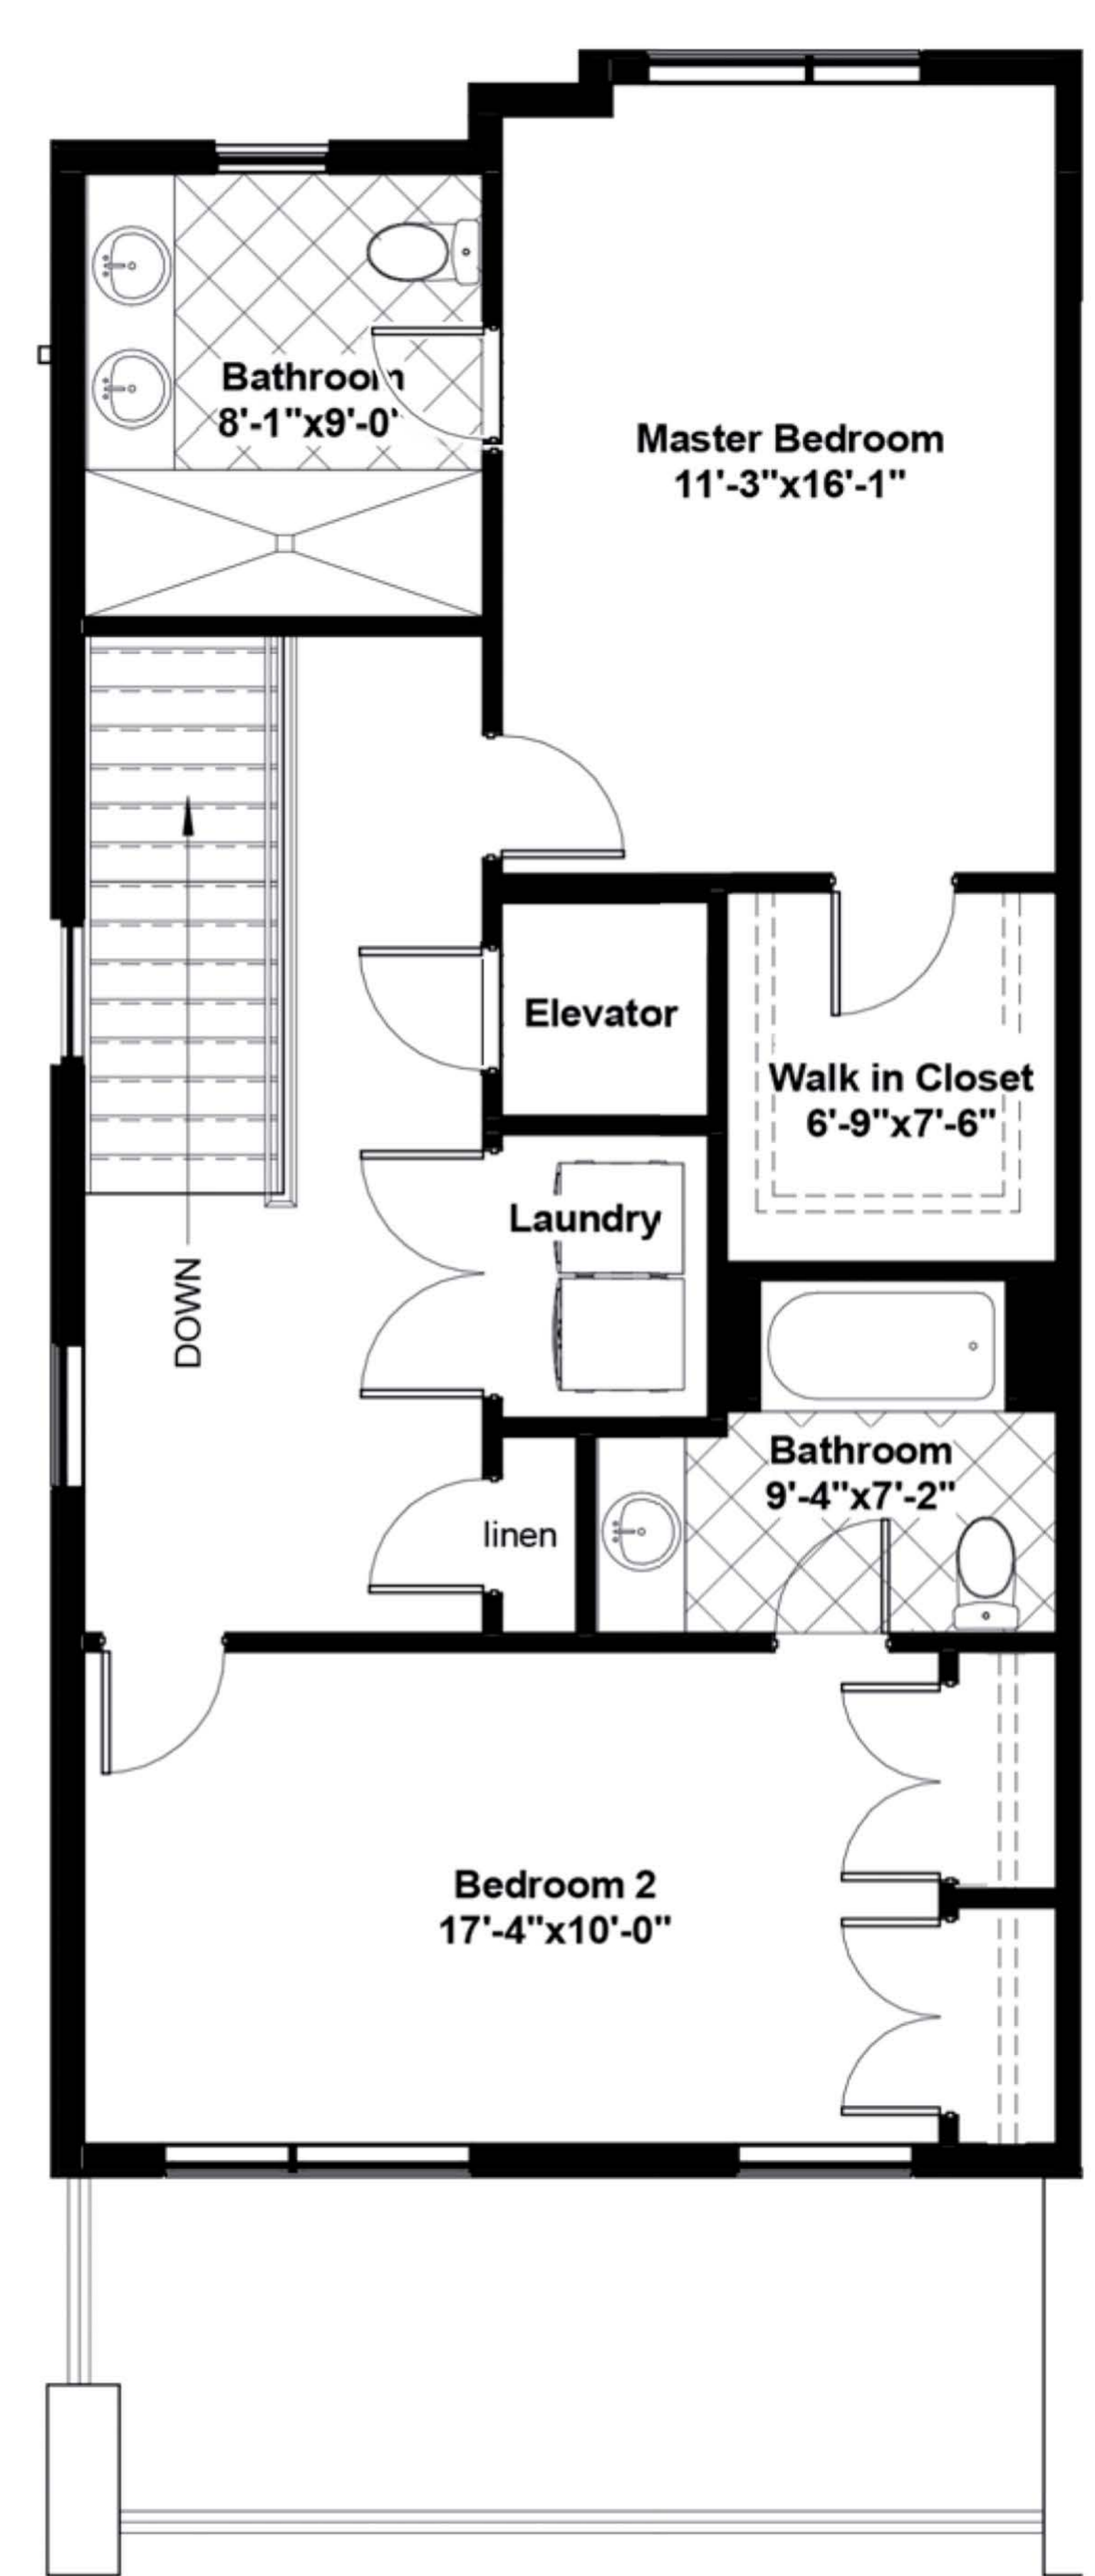 Bathroom
8'-1"x9'-0"
Master Bedroom
11'-3"x16'-1"
Elevator
Walk in Closet
6'-9"x7'-6"
Laundry
DOWN
Bathroom
9'-4"x7'-2"
linen
Bedroom 2
17'-4"x10'-0"